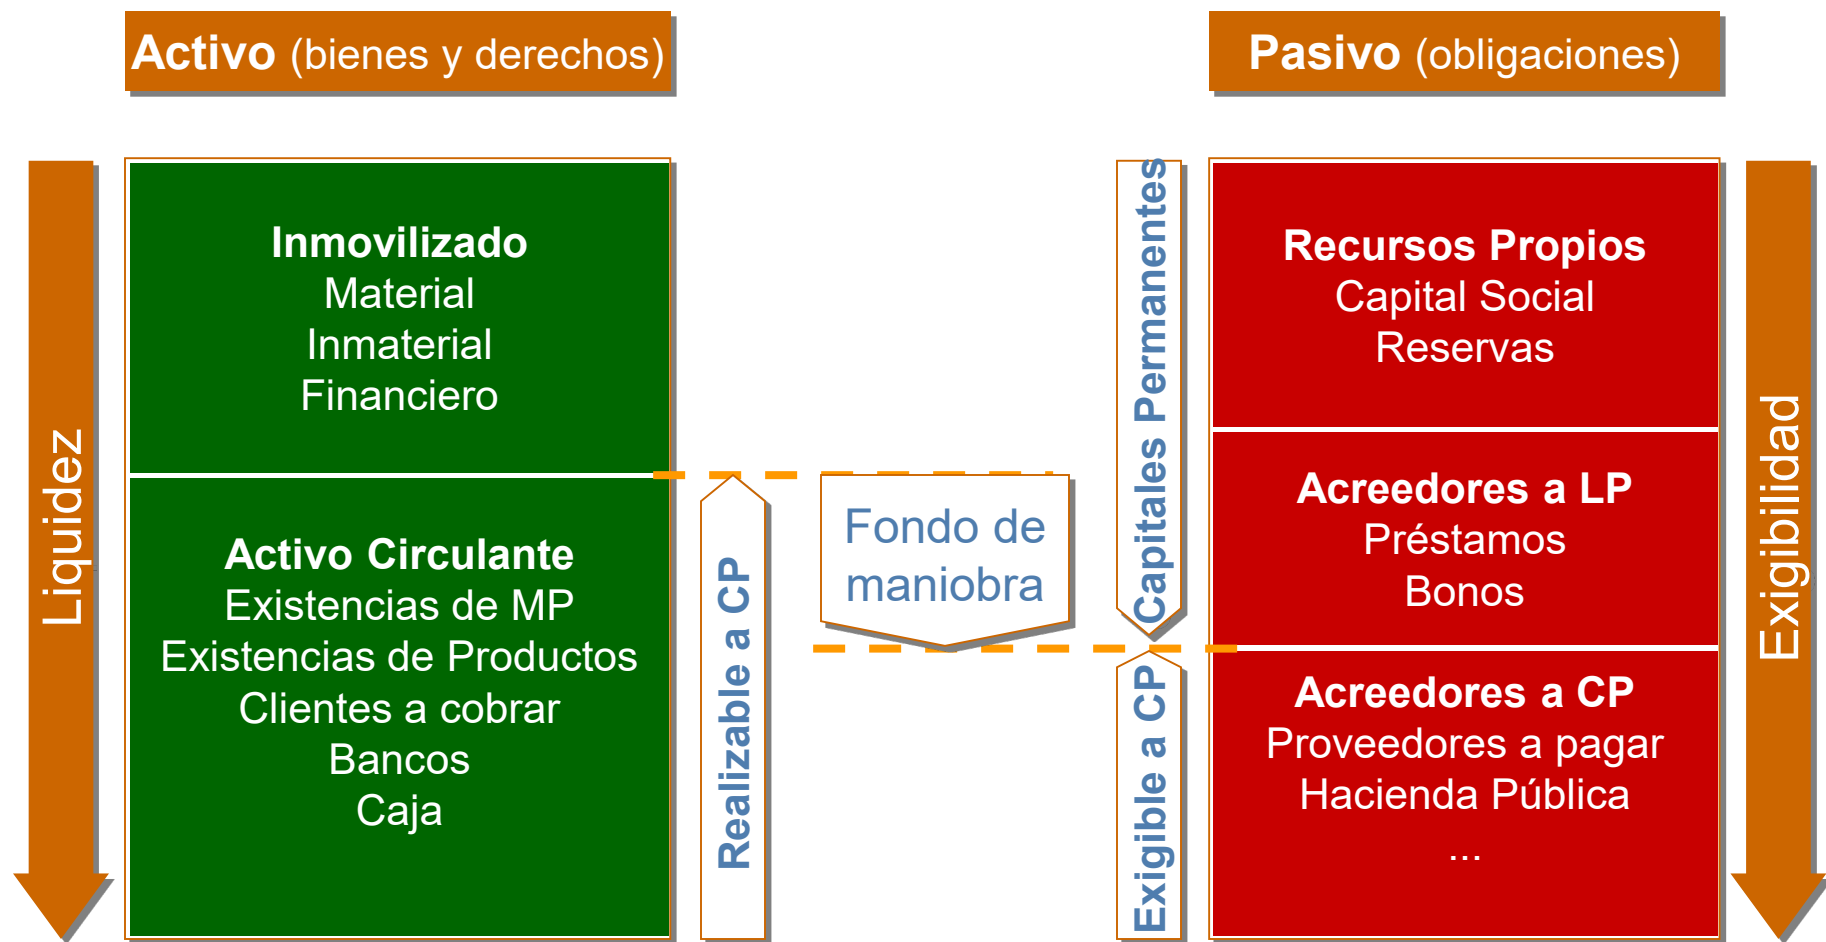 Activo (bienes y derechos)
Pasivo (obligaciones)
Liquidez
Inmovilizado
Material
Inmaterial
Financiero
Activo Circulante
Existencias de MP
Existencias de Productos
Clientes a cobrar
Bancos
Caja
Realizable a CP
Fondo de
maniobra
Capitales Permanentes
Exigible a CP
Recursos Propios
Capital Social
Reservas
Acreedores a LP
Préstamos
Bonos
Acreedores a CP
Proveedores a pagar
Hacienda Pública
...
Exigibilidad